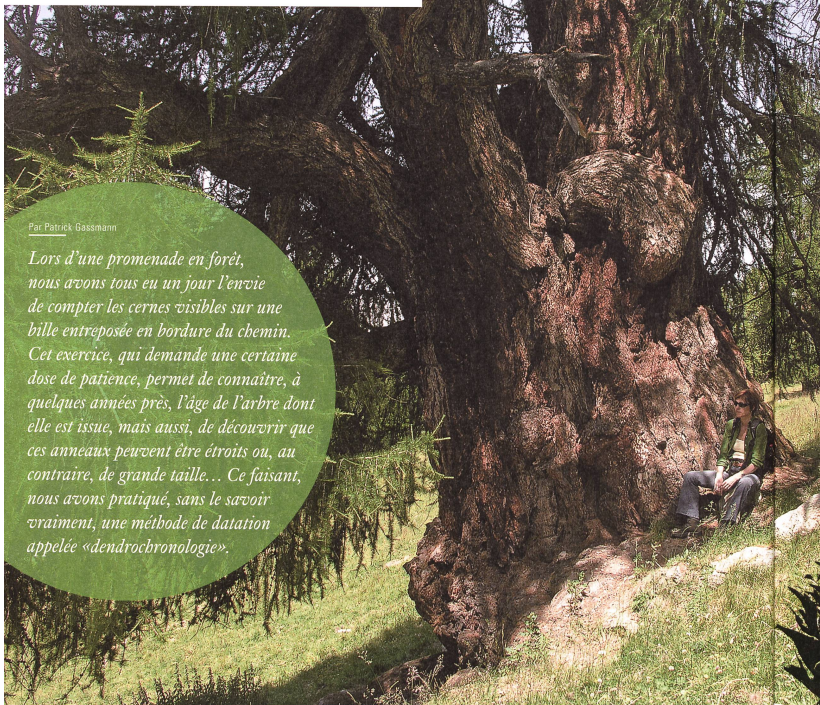 Par Patrick Gassmann
Lors d'une promenade en forêt,
nous avons tous eu un jour l'envie
de compter les cernes visibles sur une
bille entreposée en bordure du chemin.
Cet exercice, qui demande une certaine
dose de patience, permet de connaître, à
quelques années près, l'âge de l'arbre dont
elle est issue, mais aussi, de découvrir que
ces anneaux peuvent être étroits ou, au
contraire, de grande taille… Ce faisant,
nous avons pratiqué, sans le savoir
vraiment, une méthode de datation
appelée «dendrochronologie».